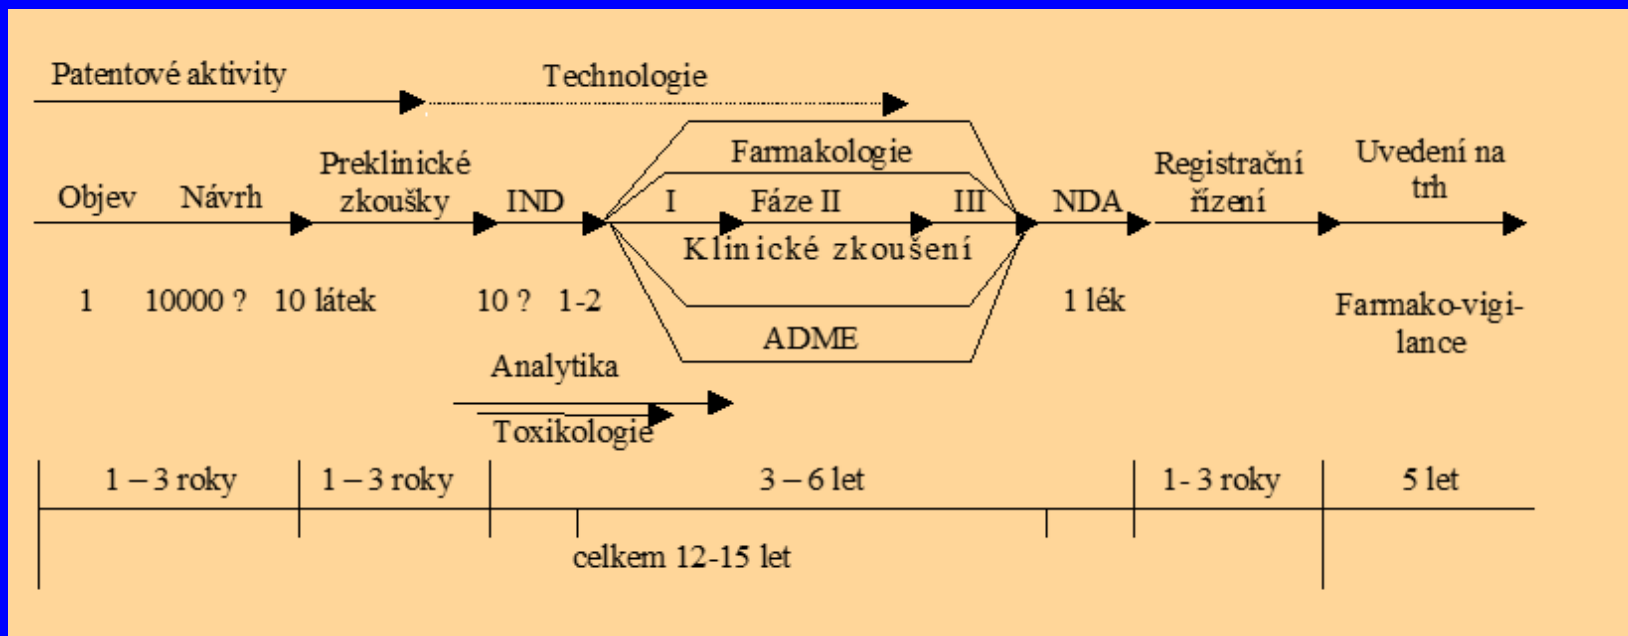 Patentové aktivity
Technologie
Farmakologie
Preklinické
zkoušky
Registrační
řízení
Uvedení na
trh
Objev Návrh IND I Fáze II III NDA
Klinické zkoušení
1 10000 ? 10 látek 10 ? 1-2 1 lék
Farmako-vigi-
lance
ADME
Analytika
Toxikologie
1 – 3 roky 1 – 3 roky 3 – 6 let 1- 3 roky 5 let
celkem 12-15 let